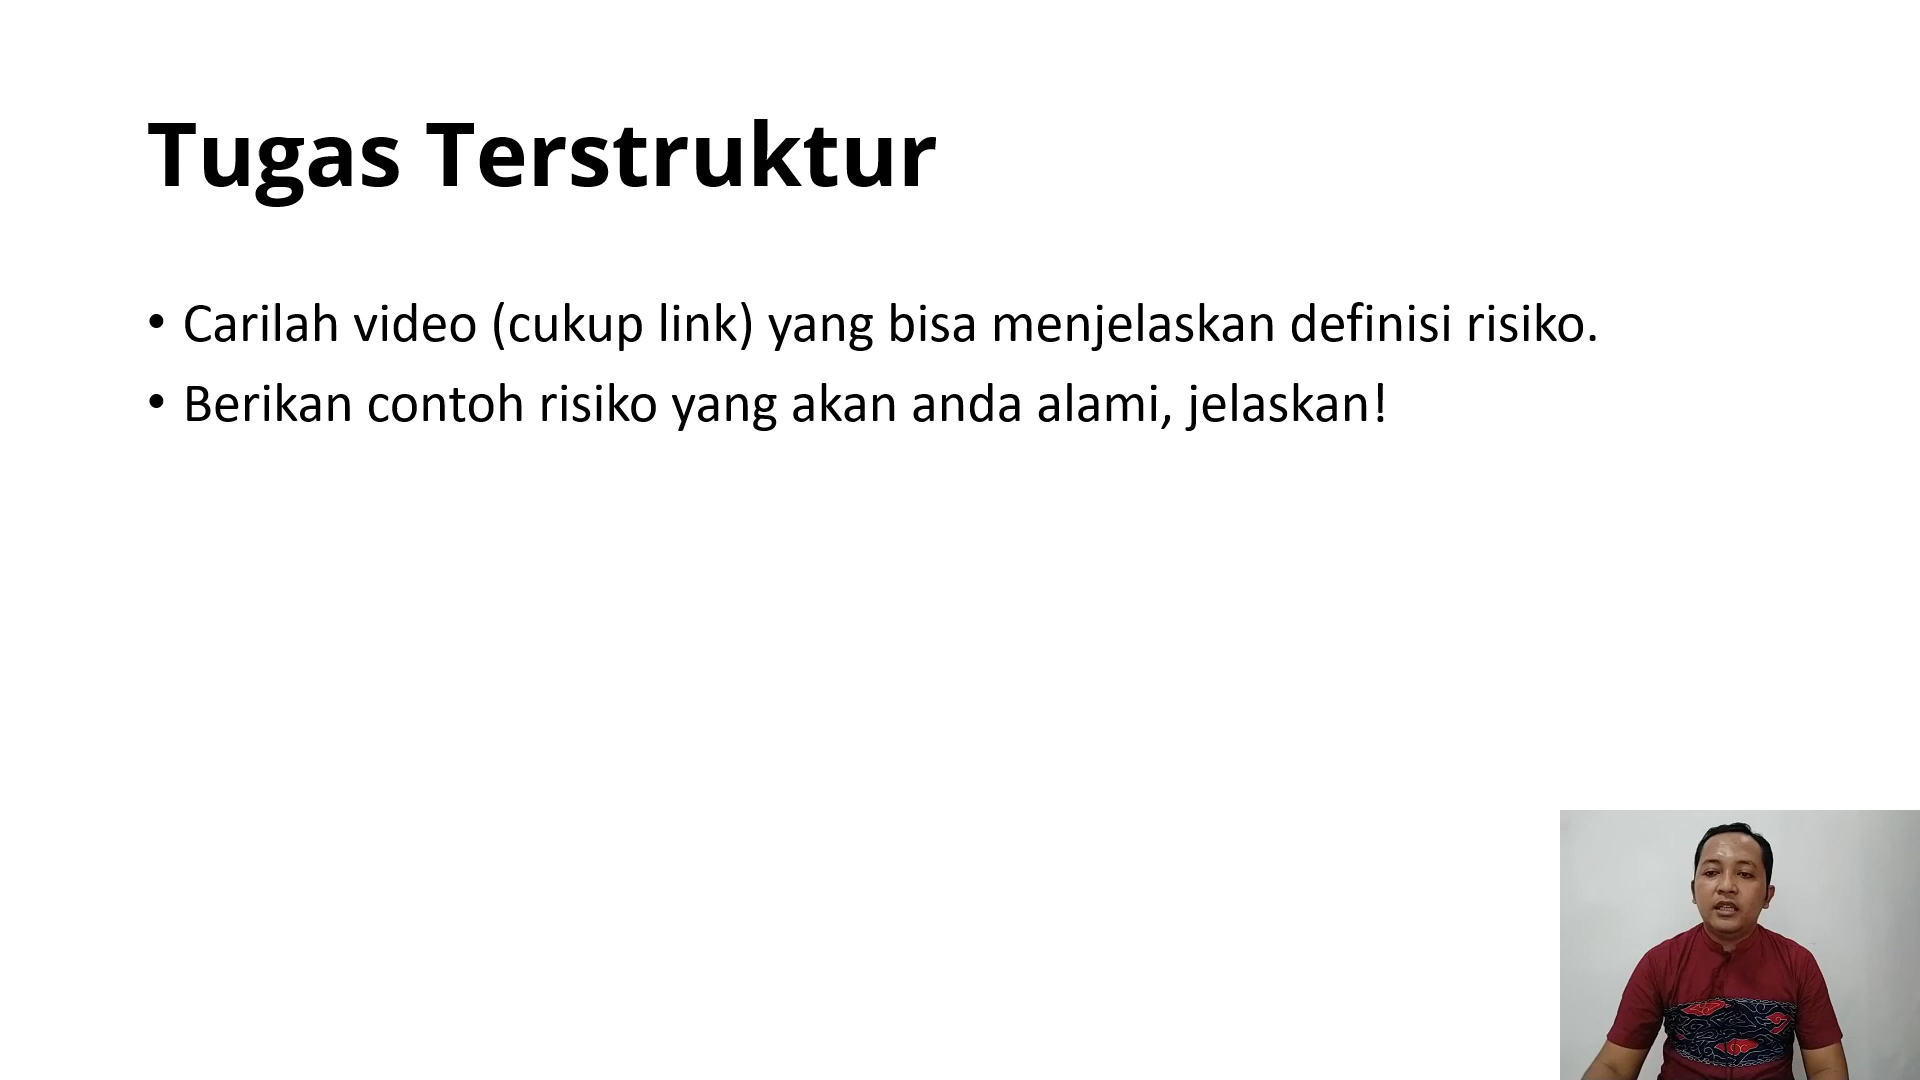 Tugas Terstruktur
• Carilah video (cukup link) yang bisa menjelaskan definisi risiko.
• Berikan contoh risiko yang akan anda alami, jelaskan!